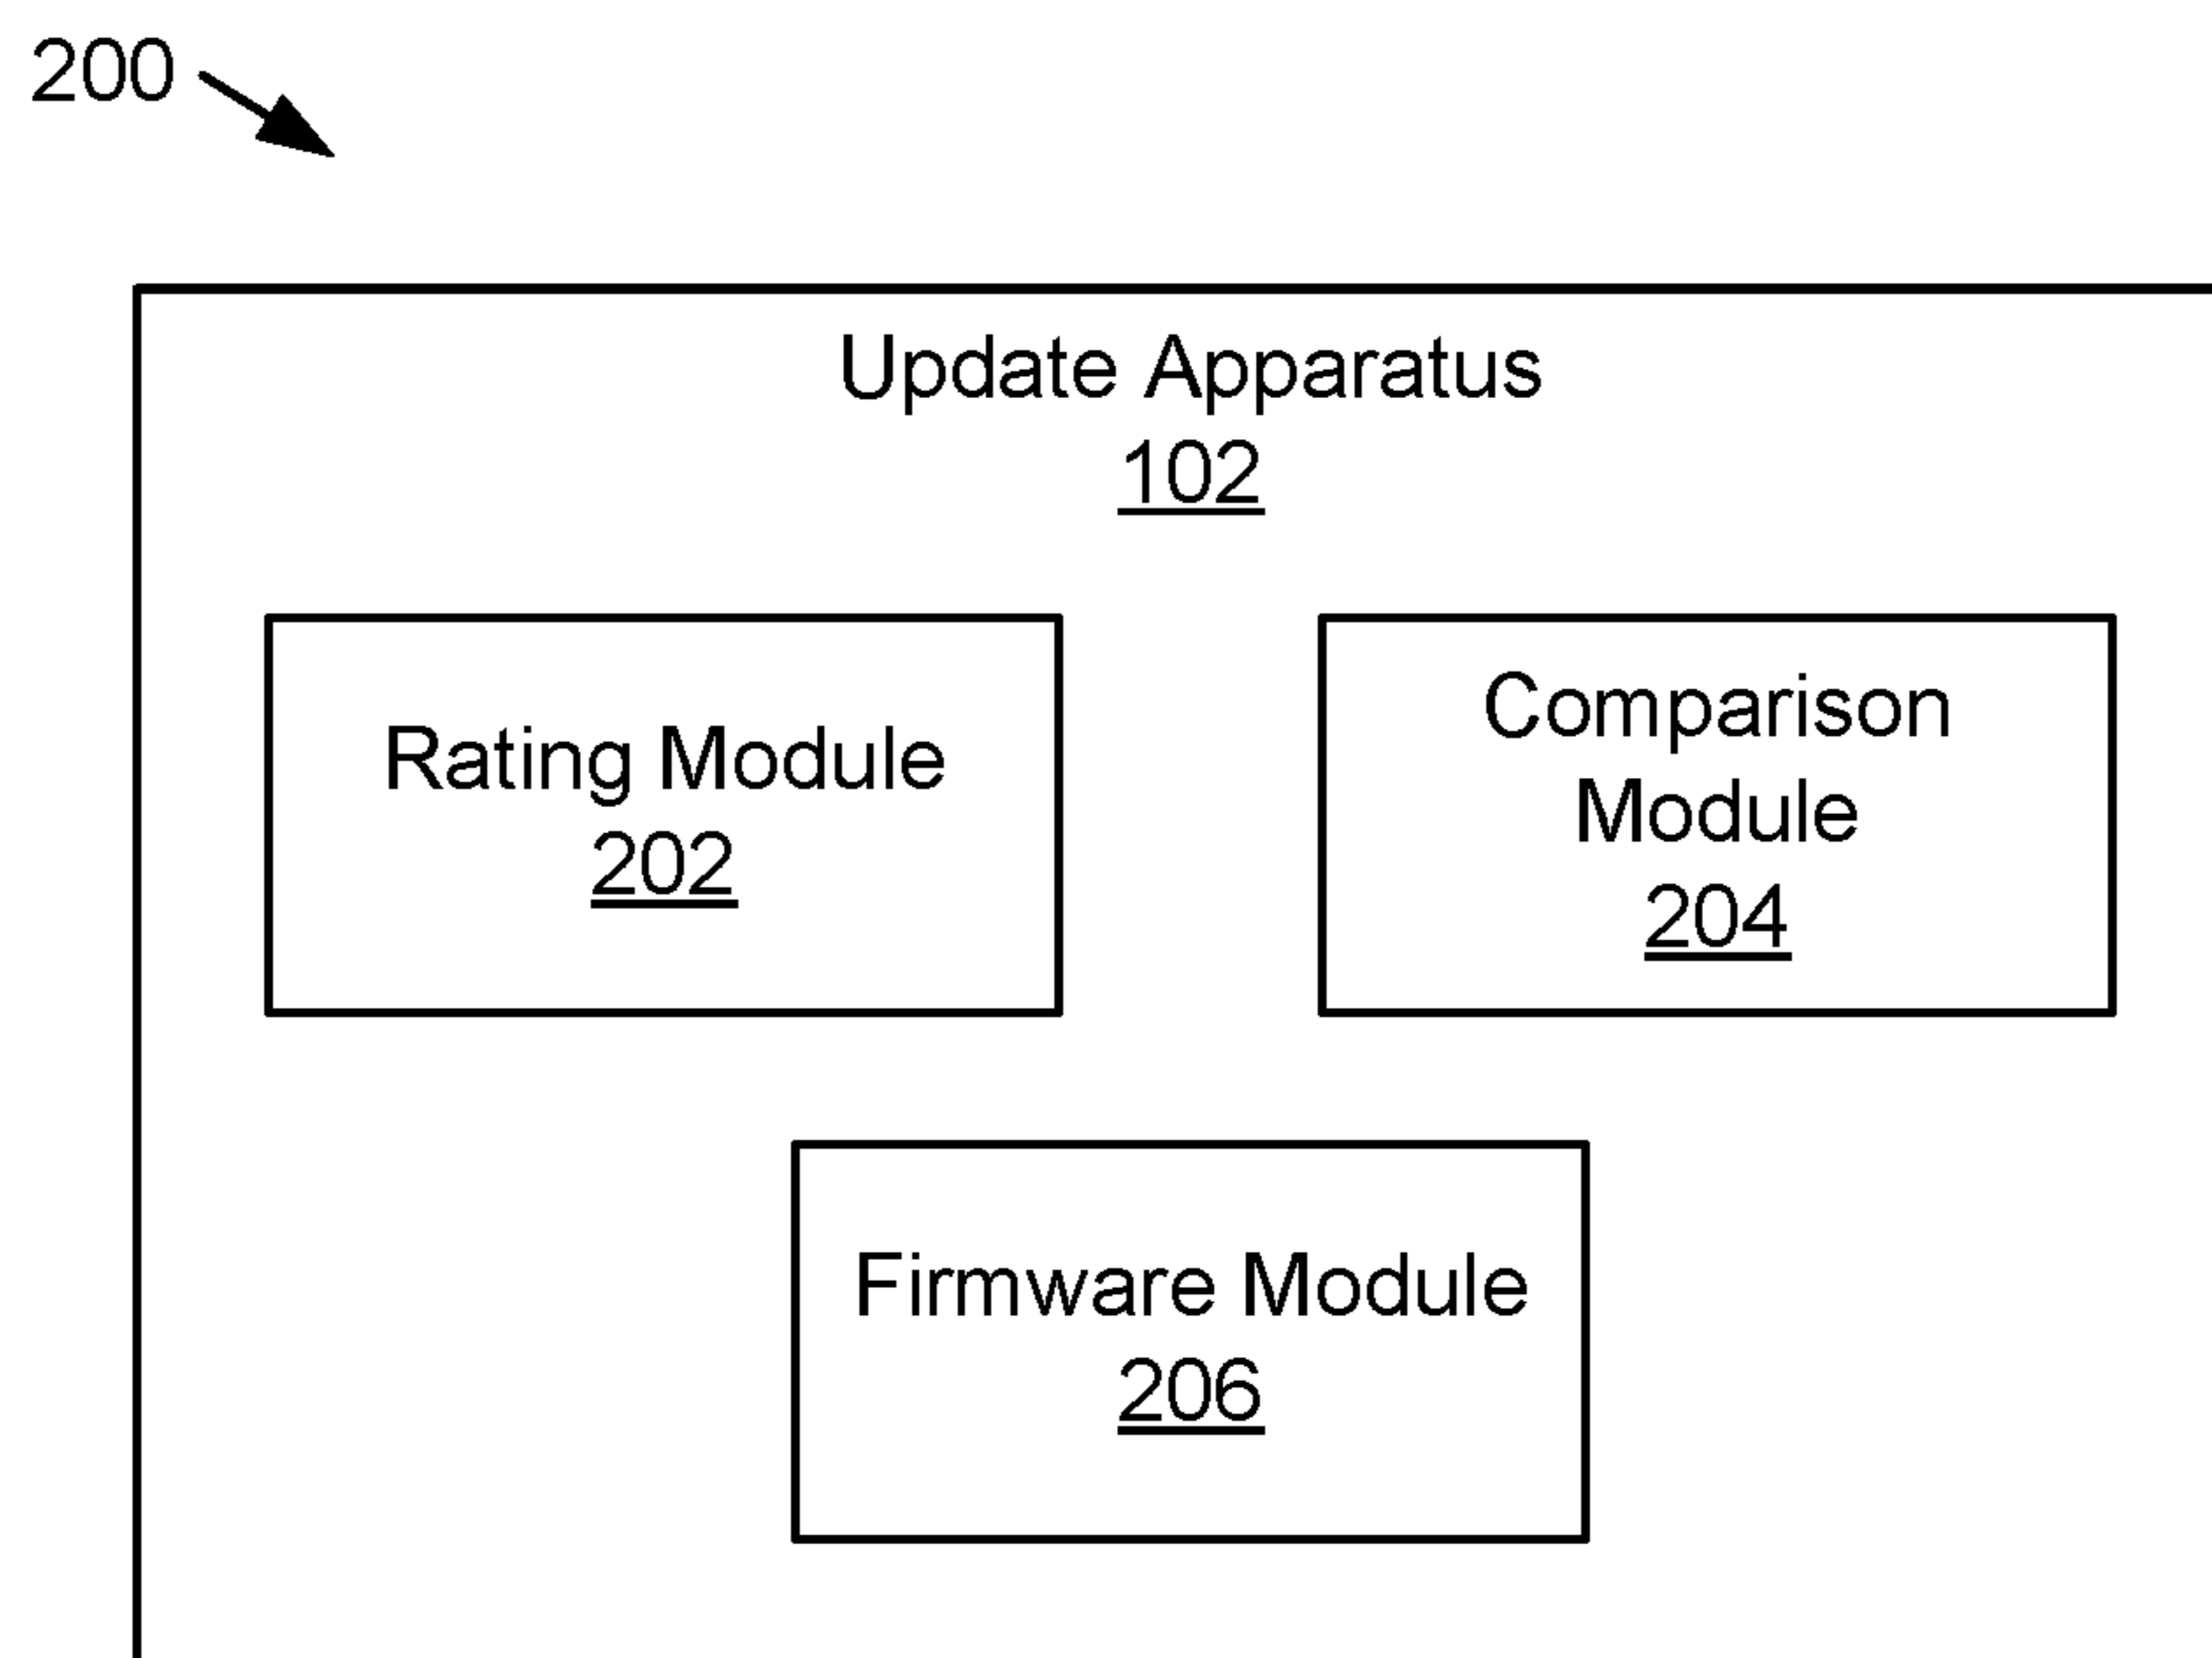 200
Update Apparatus
102
Rating Module
202
Comparison
Module
204
Firmware Module
206